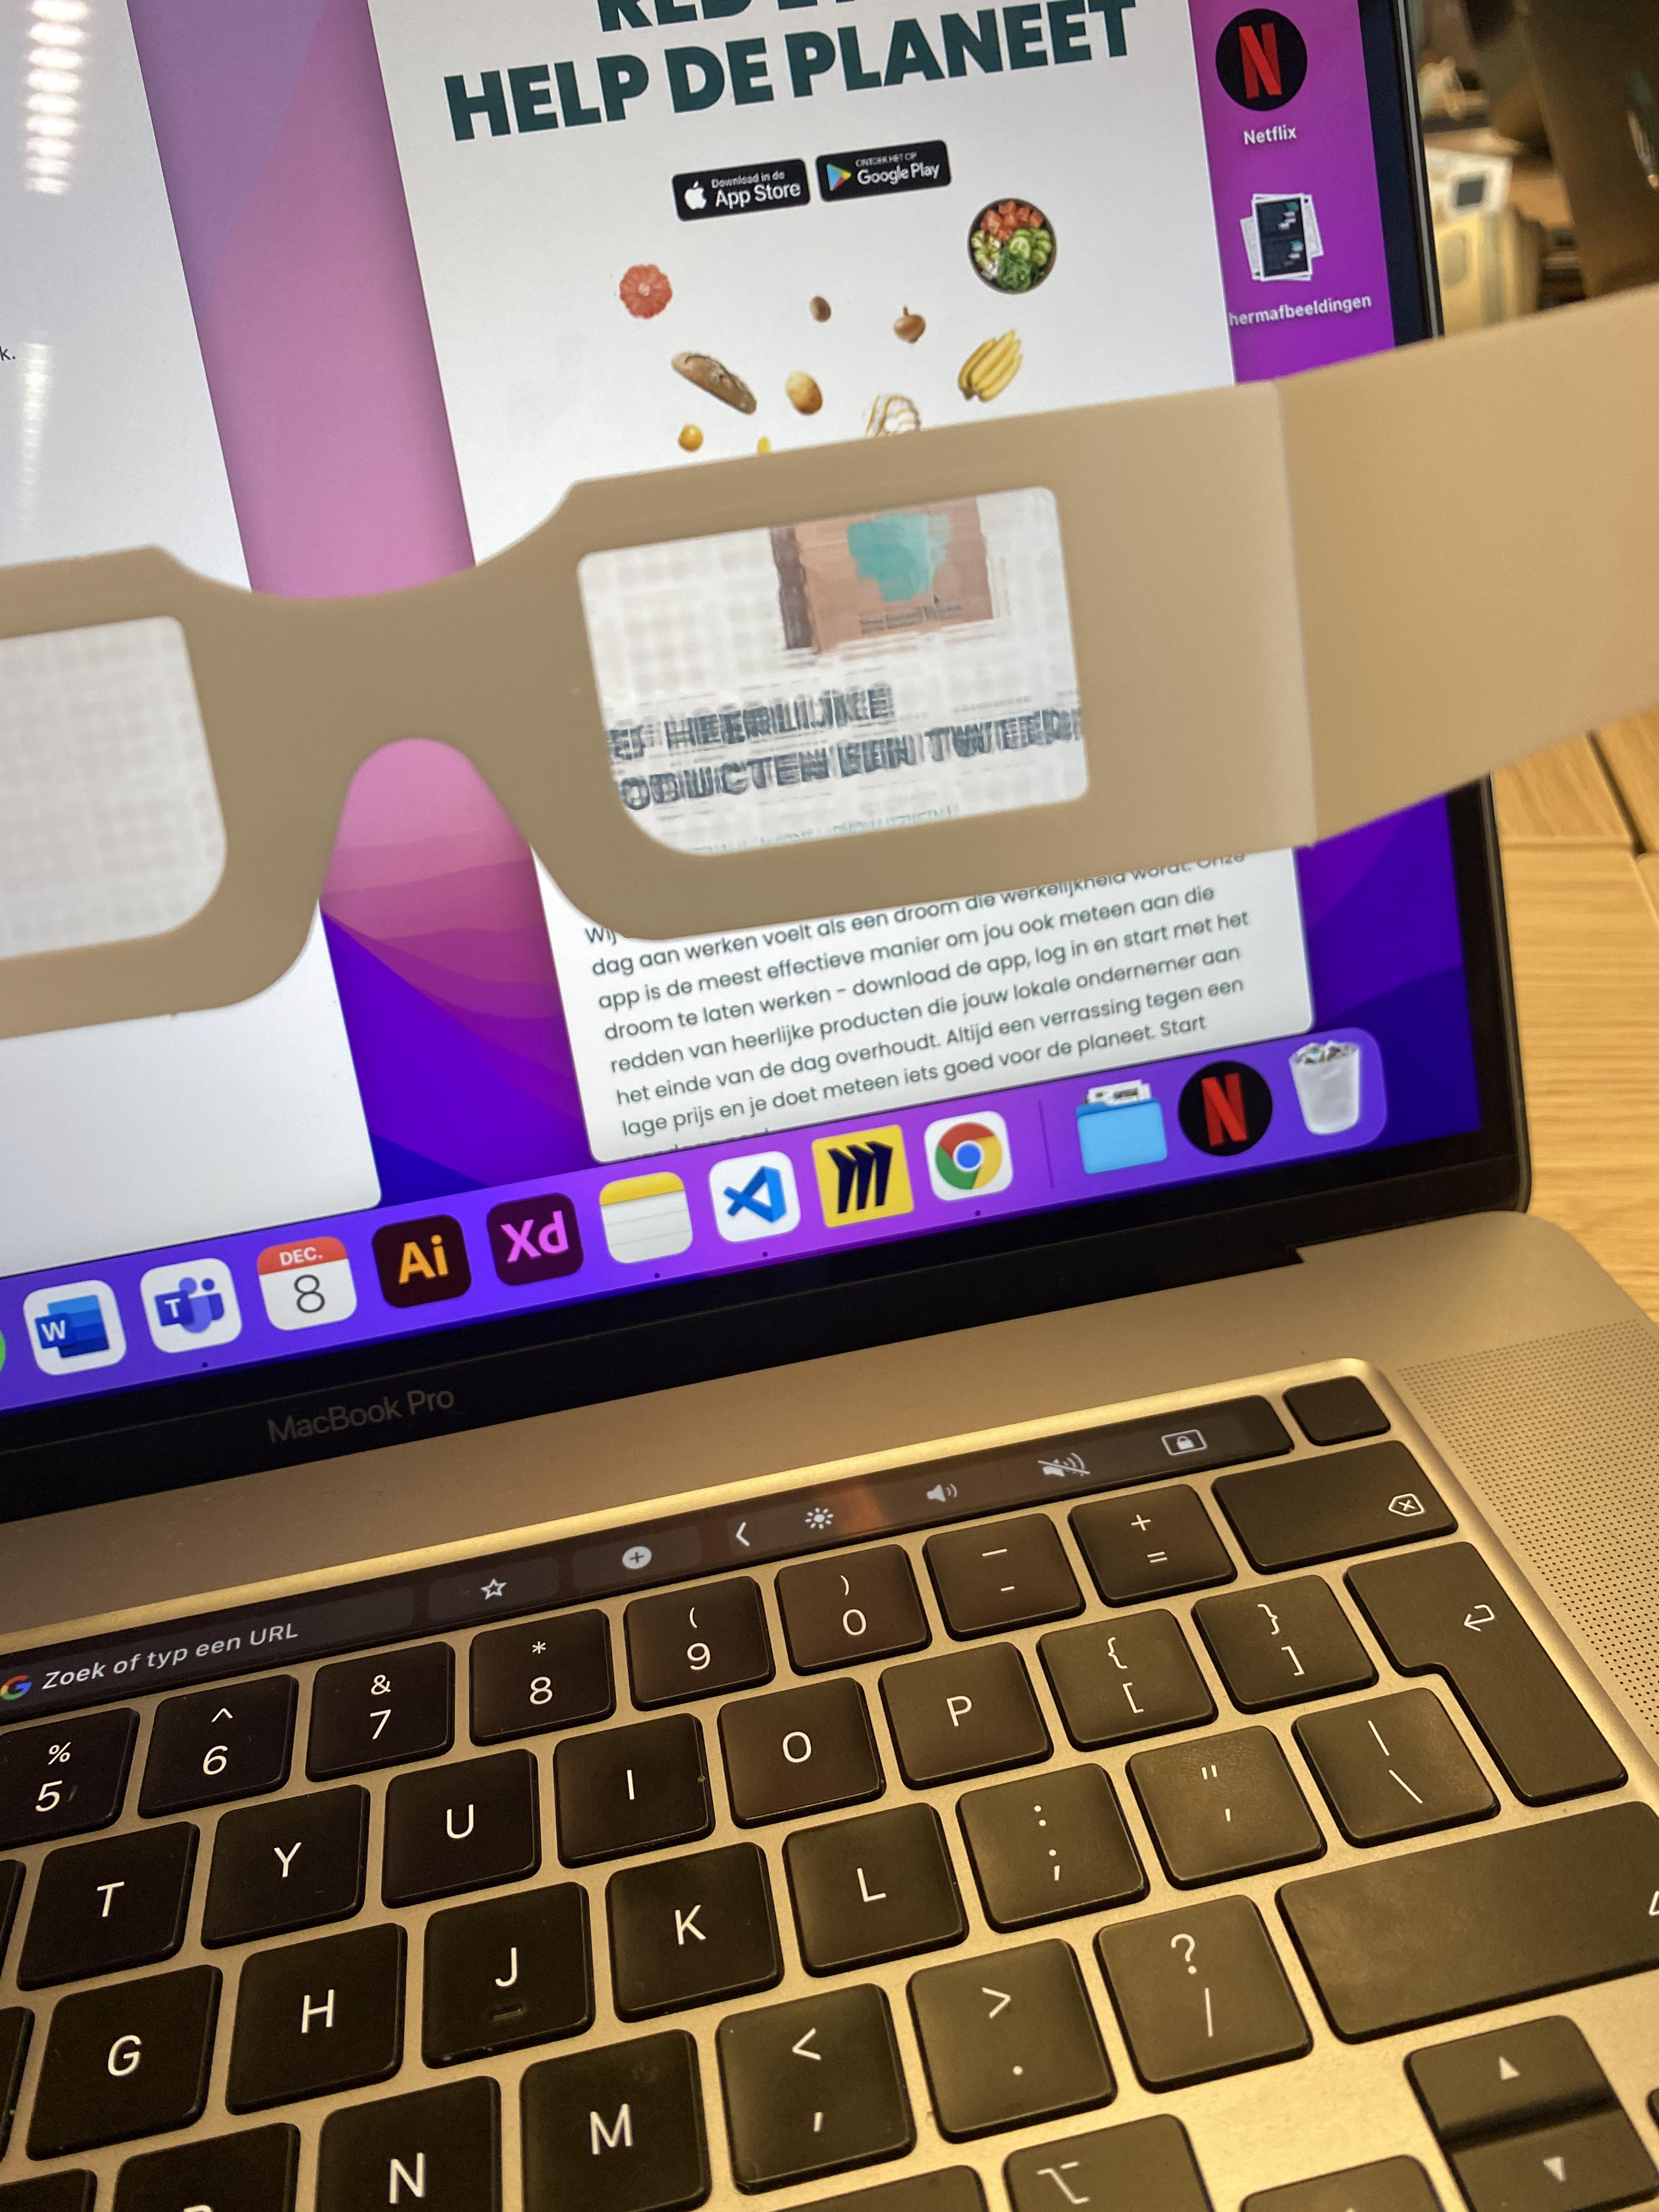 HELP DE PLANEET
Download in de
App Store
ONTDEK HET OP
Google Play
Netflix
hermafbeeldingen
k.
HEERLIJKE
ODUCTEN EEN TWEED
Wij
dag aan werken voelt als een droom die werkelijkheid wordt. Onze
app is de meest effectieve manier om jou ook meteen aan die
droom te laten werken – download de app, log in en start met het
redden van heerlijke producten die jouw lokale ondernemer aan
het einde van de dag overhoudt. Altijd een verrassing tegen een
lage prijs en je doet meteen iets goed voor de planeet. Start
W
T
DEC.
8
Ai
Xd
N
N
MacBook Pro
G Zoek of typ een URL
% ^ & * ( ) — +
5 6 7 8 9 0 - =
T Y U I O P { [ } ]
G H J K L : ; " ' | \
N M < , > . ? /